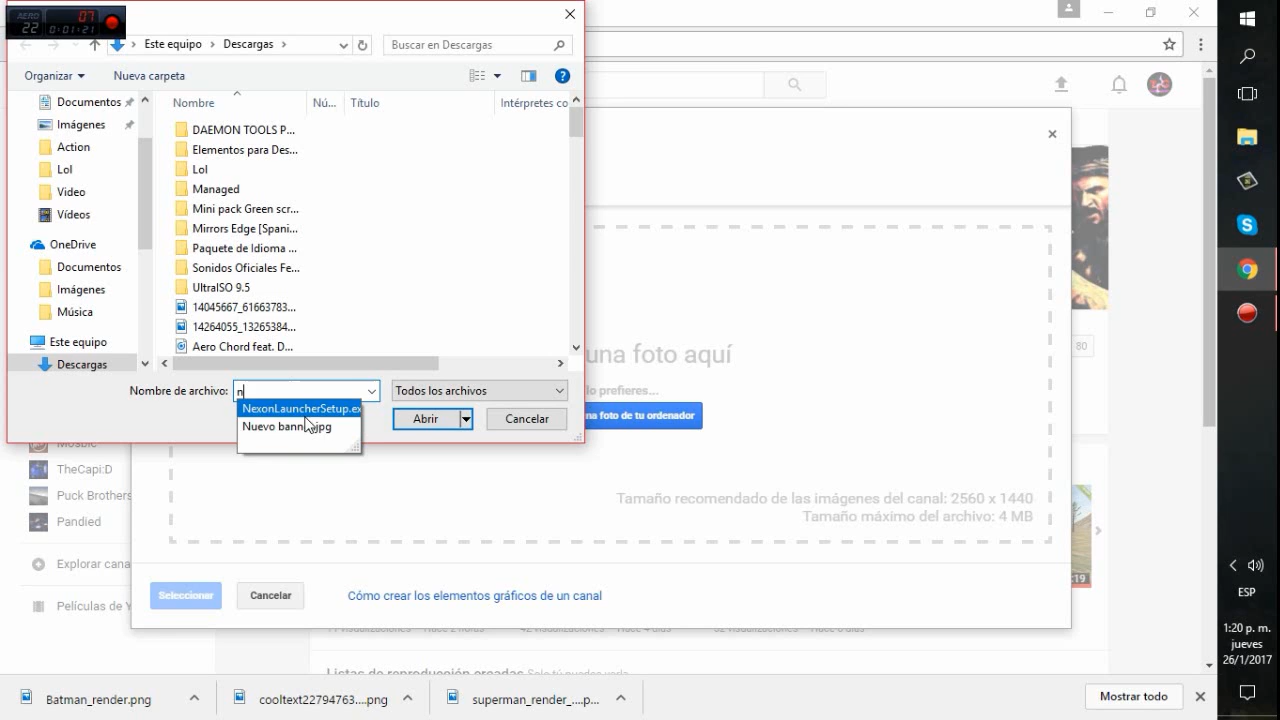 AERO
22
07
0:01:21
Este equipo > Descargas >
Buscar en Descargas
Organizar
Nueva carpeta
Documentos
Imágenes
Action
Lol
Video
Vídeos
OneDrive
Documentos
Imágenes
Música
Este equipo
Descargas
Nombre
Nú...
Título
Intérpretes co
DAEMON TOOLS P...
Elementos para Des...
Lol
Managed
Mini pack Green scr...
Mirrors Edge [Spani...
Paquete de Idioma ...
Sonidos Oficiales Fe...
UltraISO 9.5
14045667_61663783...
14264055_13265384...
Aero Chord feat. D...
Nombre de archivo:
n
Todos los archivos
NexonLauncherSetup.ex
Nuevo bann jpg
Abrir
Cancelar
una foto aquí
lo prefieres...
na foto de tu ordenador
Tamaño recomendado de las imágenes del canal: 2560 x 1440
Tamaño máximo del archivo: 4 MB
80
:19
TheCapi:D
Puck Brothers
Pandied
Explorar cana
Películas de Y
Seleccionar
Cancelar
Cómo crear los elementos gráficos de un canal
Listas de reproducción creadas
Batman_render.png
cooltext22794763....png
superman_render_....p...
Mostrar todo
ESP
1:20 p. m.
jueves
26/1/2017